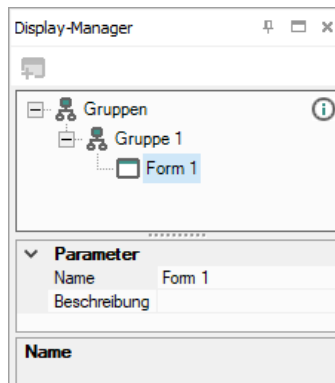 Display-Manager
Gruppen
Gruppe 1
Form 1
Parameter
Name Form 1
Beschreibung
Name